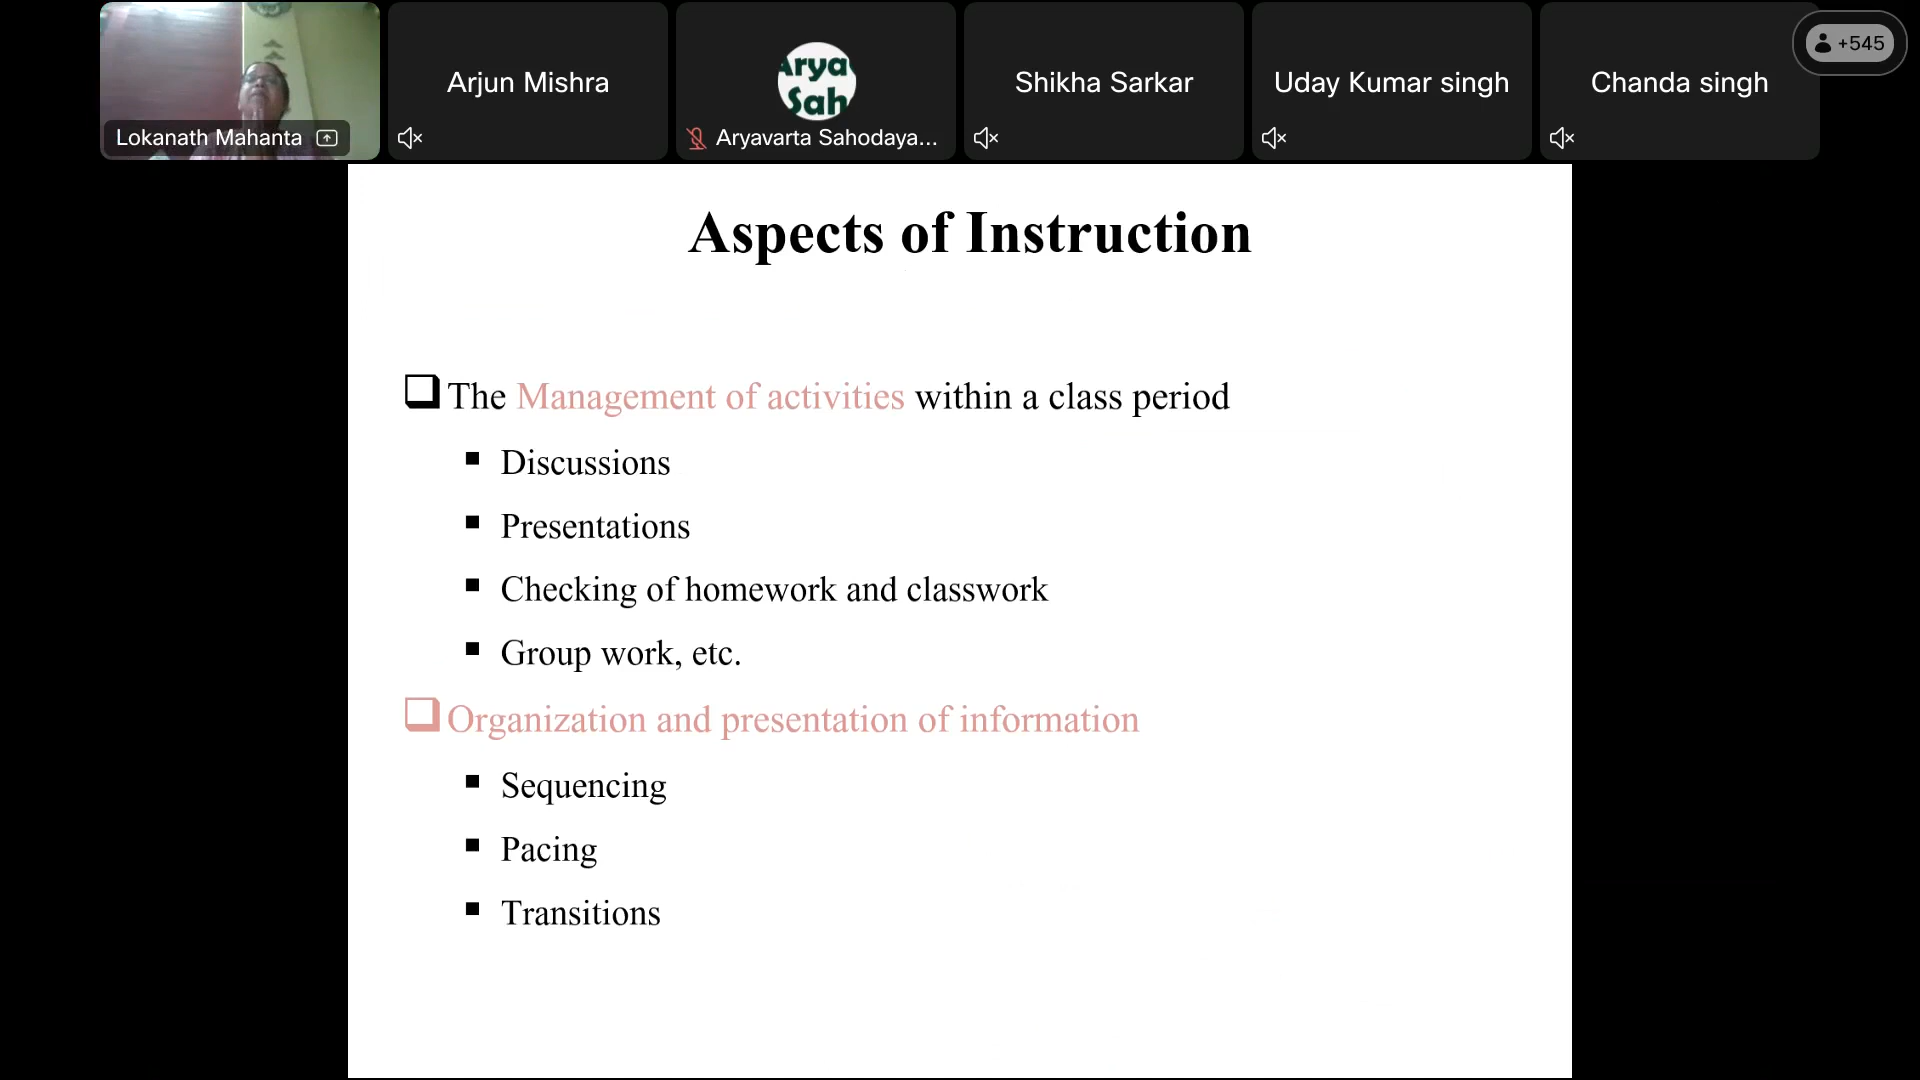 Arjun Mishra
Arya
Sah
Shikha Sarkar
Uday Kumar singh
Chanda singh
+545
Lokanath Mahanta
Aryavarta Sahodaya...
Aspects of Instruction
The Management of activities within a class period
Discussions
Presentations
Checking of homework and classwork
Group work, etc.
Organization and presentation of information
Sequencing
Pacing
Transitions